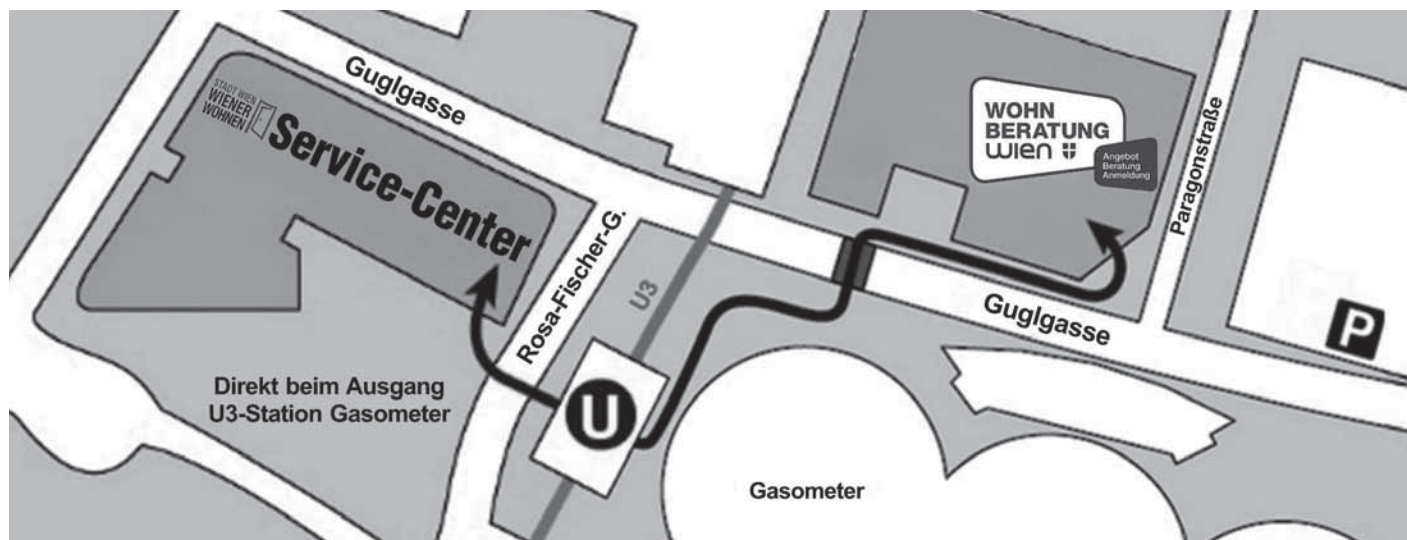 Guglgasse
STADT WIEN
WIENER
WOHNEN
Service-Center
WOHN
BERATUNG
WIEN
Angebot
Beratung
Anmeldung
Paragonstraße
Rosa-Fischer-G.
U3
Guglgasse
P
Direkt beim Ausgang
U3-Station Gasometer
U
Gasometer